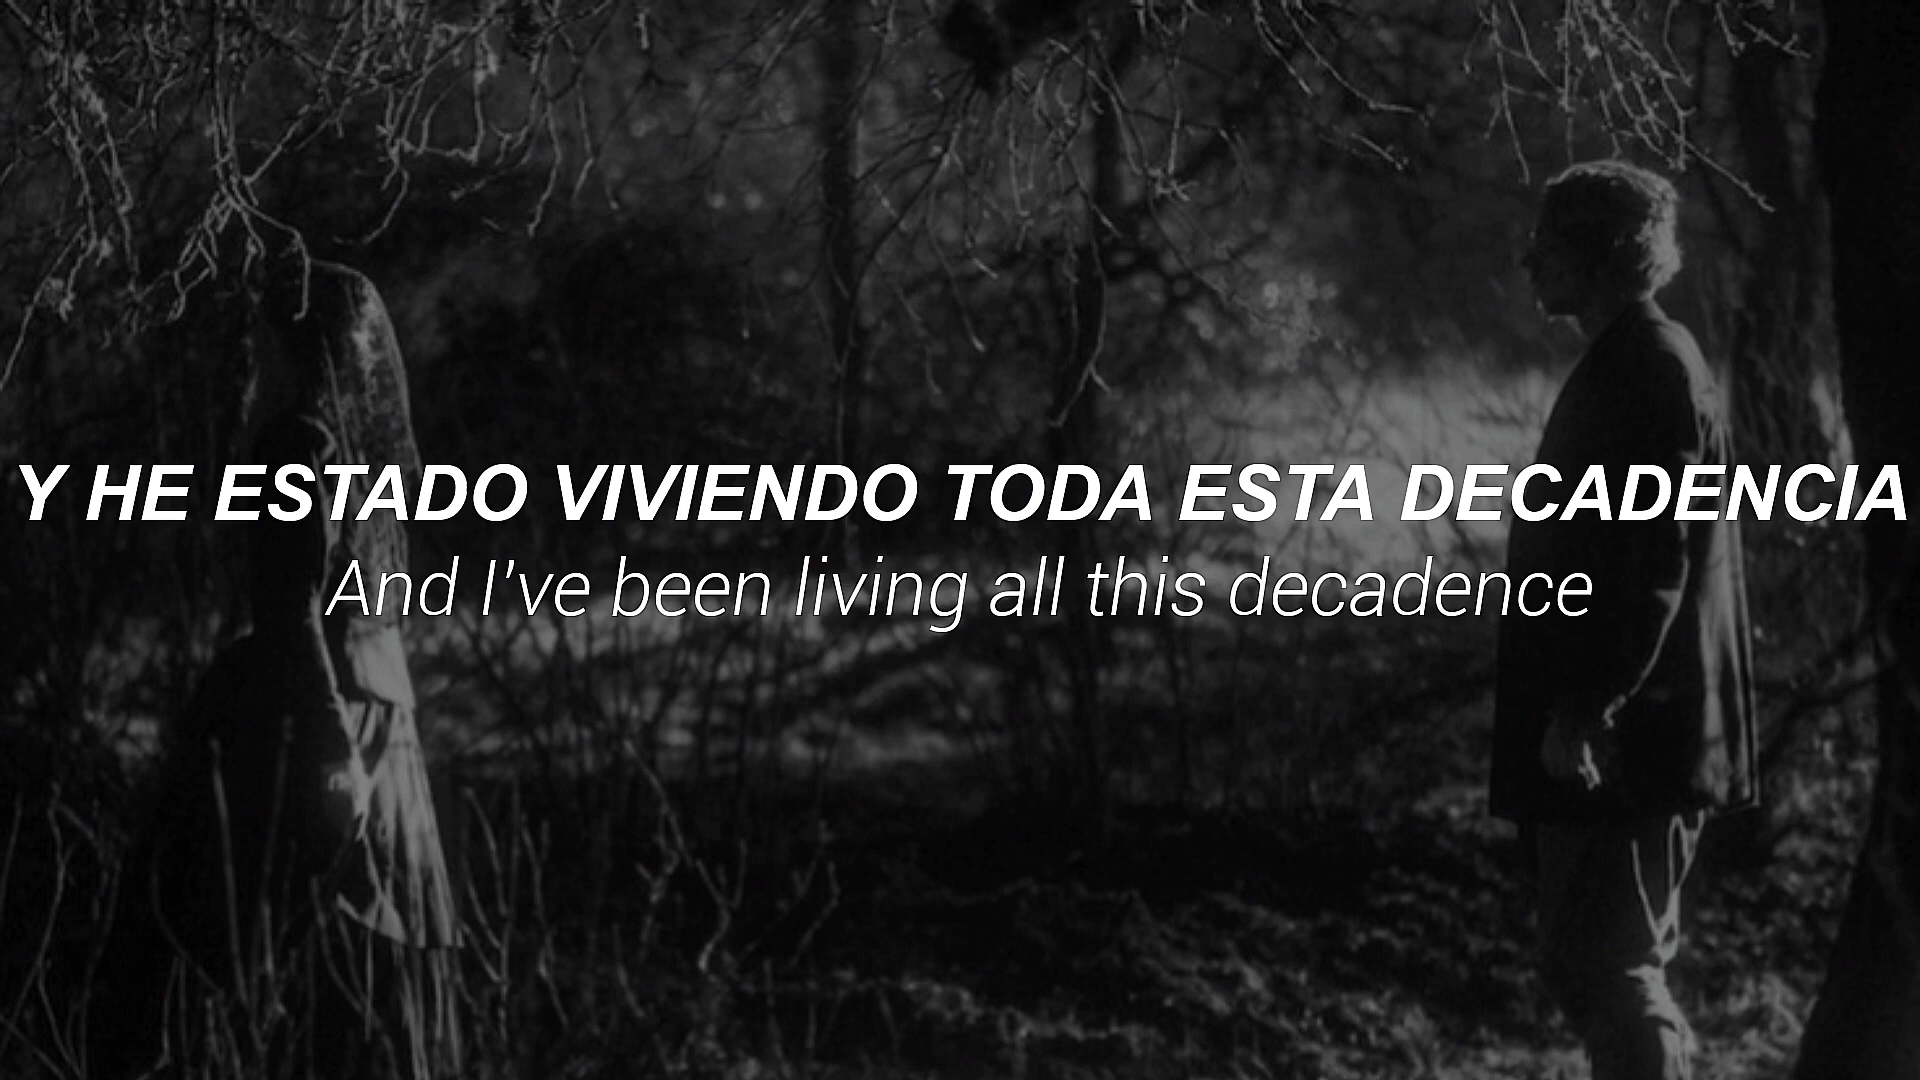 Y HE ESTADO VIVIENDO TODA ESTA DECADENCIA
And I've been living all this decadence